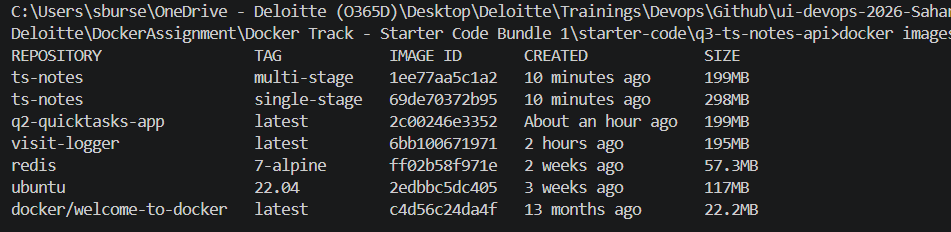 C:\Users\sburse\OneDrive - Deloitte (O365D)\Desktop\Deloitte\Trainings\Devops\Github\ui-devops-2026-Sahar
Deloitte\DockerAssignment\Docker Track - Starter Code Bundle 1\starter-code\q3-ts-notes-api>docker images
REPOSITORY TAG IMAGE ID CREATED SIZE
ts-notes multi-stage 1ee77aa5c1a2 10 minutes ago 199MB
ts-notes single-stage 69de70372b95 10 minutes ago 298MB
q2-quicktasks-app latest 2c00246e3352 About an hour ago 199MB
visit-logger latest 6bb100671971 2 hours ago 195MB
redis 7-alpine ff02b58f971e 2 weeks ago 57.3MB
ubuntu 22.04 2edbbc5dc405 3 weeks ago 117MB
docker/welcome-to-docker latest c4d56c24da4f 13 months ago 22.2MB